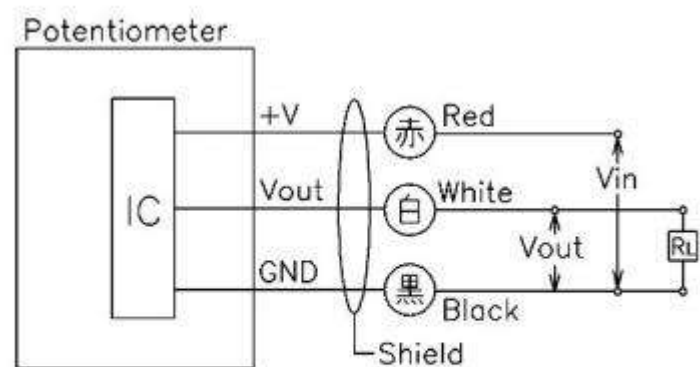 Potentiometer
+V 赤 Red
IC Vout 白 White
Vin
Vout RL
GND 黒 Black
Shield